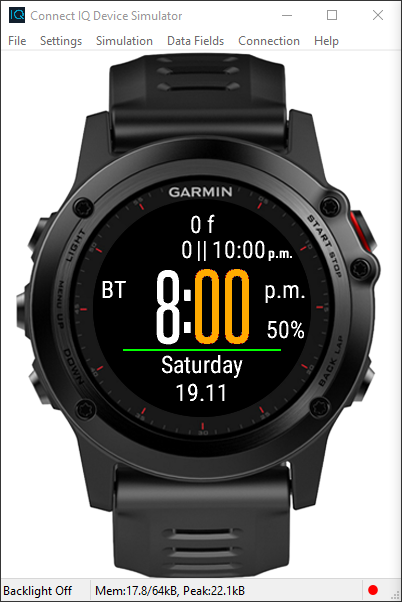 Connect IQ Device Simulator
File Settings Simulation Data Fields Connection Help
GARMIN
LIGHT
START STOP
MENU UP
DOWN
BACK LAP
0 f
0 || 10:00 p.m.
BT 8:00 p.m.
50%
Saturday
19.11
30
Backlight Off Mem:17.8/64kB, Peak:22.1kB